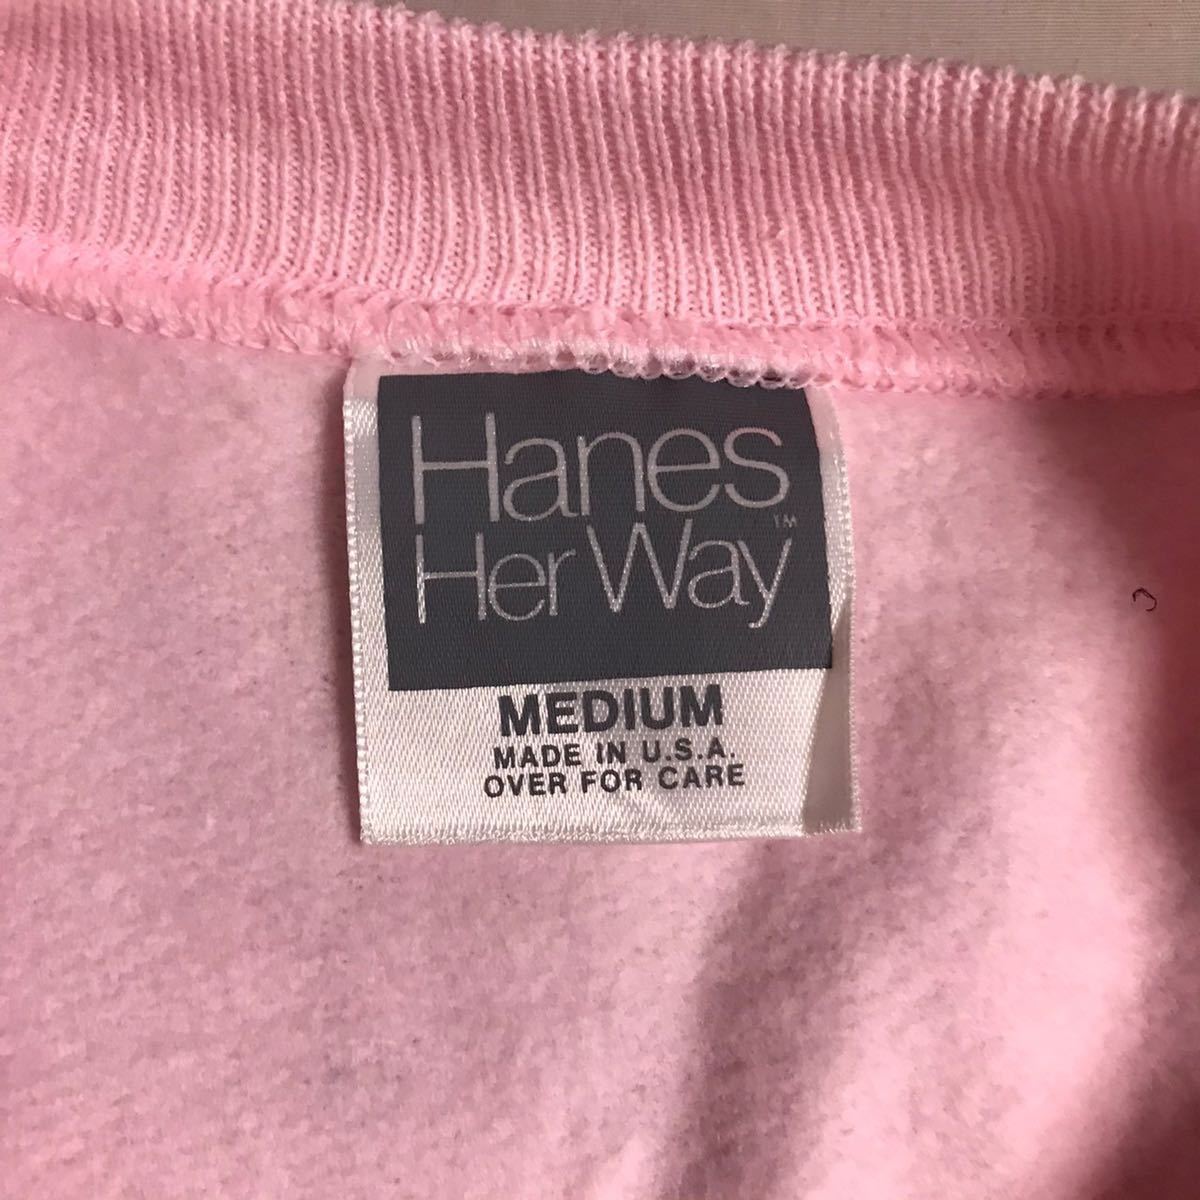 Hanes
Her Way™
MEDIUM
MADE IN U.S.A.
OVER FOR CARE